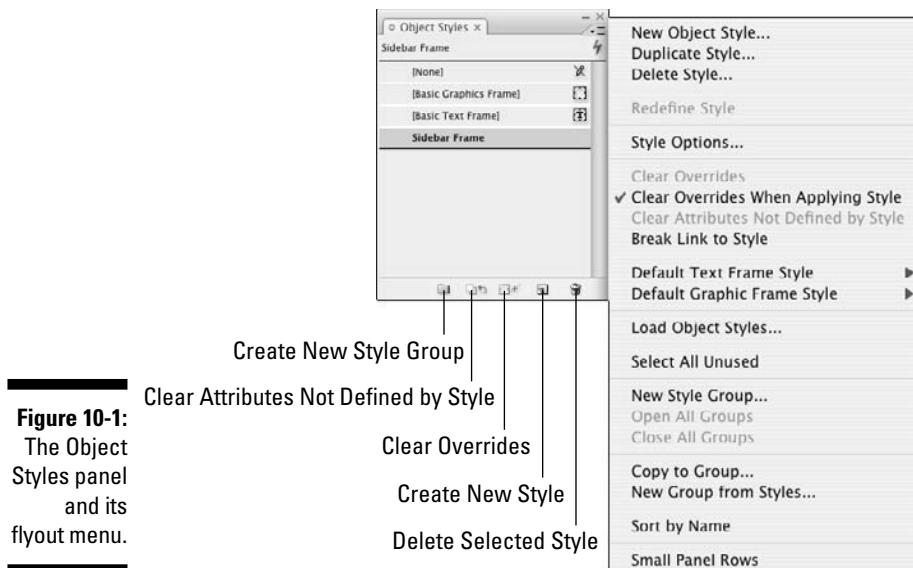 Object Styles ×
Sidebar Frame
[None]
[Basic Graphics Frame]
[Basic Text Frame]
Sidebar Frame
New Object Style...
Duplicate Style...
Delete Style...
Redefine Style
Style Options...
Clear Overrides
✓ Clear Overrides When Applying Style
Clear Attributes Not Defined by Style
Break Link to Style
Default Text Frame Style
Default Graphic Frame Style
Load Object Styles...
Select All Unused
New Style Group...
Open All Groups
Close All Groups
Copy to Group...
New Group from Styles...
Sort by Name
Small Panel Rows
Create New Style Group
Clear Attributes Not Defined by Style
Clear Overrides
Create New Style
Delete Selected Style
Figure 10-1:
The Object
Styles panel
and its
flyout menu.